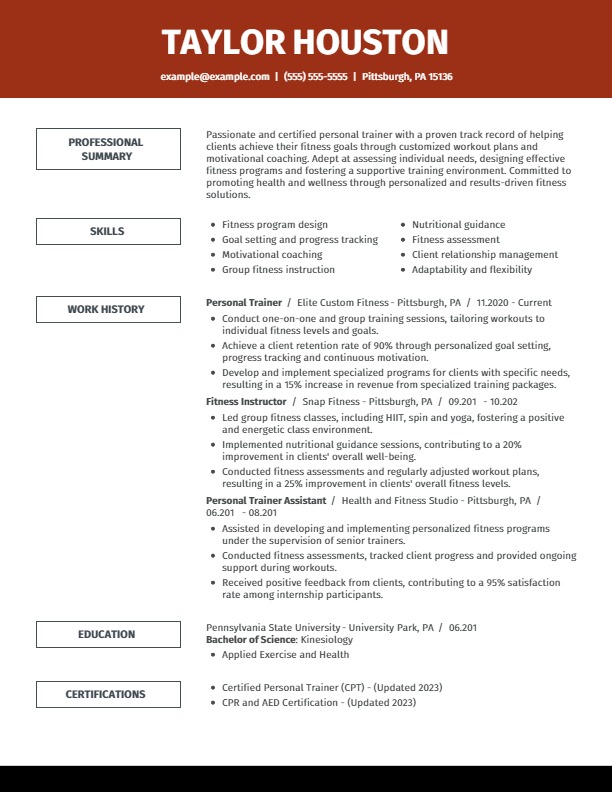 TAYLOR HOUSTON
example@example.com | (555) 555-5555 | Pittsburgh, PA 15136
PROFESSIONAL
SUMMARY
Passionate and certified personal trainer with a proven track record of helping
clients achieve their fitness goals through customized workout plans and
motivational coaching. Adept at assessing individual needs, designing effective
fitness programs and fostering a supportive training environment. Committed to
promoting health and wellness through personalized and results-driven fitness
solutions.
SKILLS
• Fitness program design
• Goal setting and progress tracking
• Motivational coaching
• Group fitness instruction
• Nutritional guidance
• Fitness assessment
• Client relationship management
• Adaptability and flexibility
WORK HISTORY
Personal Trainer / Elite Custom Fitness - Pittsburgh, PA / 11.2020 - Current
• Conduct one-on-one and group training sessions, tailoring workouts to
individual fitness levels and goals.
• Achieve a client retention rate of 90% through personalized goal setting,
progress tracking and continuous motivation.
• Develop and implement specialized programs for clients with specific needs,
resulting in a 15% increase in revenue from specialized training packages.
Fitness Instructor / Snap Fitness - Pittsburgh, PA / 09.201 - 10.202
• Led group fitness classes, including HIIT, spin and yoga, fostering a positive
and energetic class environment.
• Implemented nutritional guidance sessions, contributing to a 20%
improvement in clients' overall well-being.
• Conducted fitness assessments and regularly adjusted workout plans,
resulting in a 25% improvement in clients' overall fitness levels.
Personal Trainer Assistant / Health and Fitness Studio - Pittsburgh, PA /
06.201 - 08.201
• Assisted in developing and implementing personalized fitness programs
under the supervision of senior trainers.
• Conducted fitness assessments, tracked client progress and provided ongoing
support during workouts.
• Received positive feedback from clients, contributing to a 95% satisfaction
rate among internship participants.
EDUCATION
Pennsylvania State University - University Park, PA / 06.201
Bachelor of Science: Kinesiology
• Applied Exercise and Health
CERTIFICATIONS
• Certified Personal Trainer (CPT) - (Updated 2023)
• CPR and AED Certification - (Updated 2023)